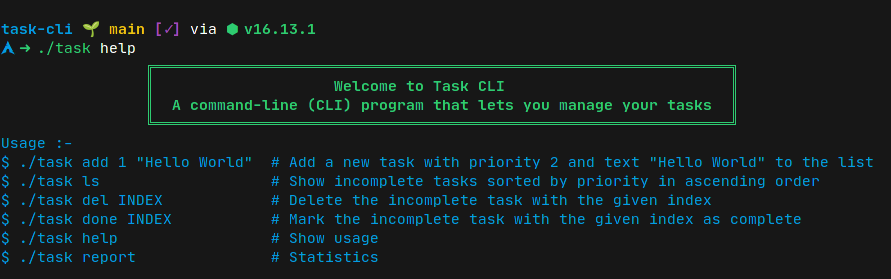 task-cli 🌱 main [✓] via ⬢ v16.13.1
➜ ./task help
Welcome to Task CLI
A command-line (CLI) program that lets you manage your tasks
Usage :-
$ ./task add 1 "Hello World"  # Add a new task with priority 2 and text "Hello World" to the list
$ ./task ls                   # Show incomplete tasks sorted by priority in ascending order
$ ./task del INDEX            # Delete the incomplete task with the given index
$ ./task done INDEX           # Mark the incomplete task with the given index as complete
$ ./task help                 # Show usage
$ ./task report               # Statistics